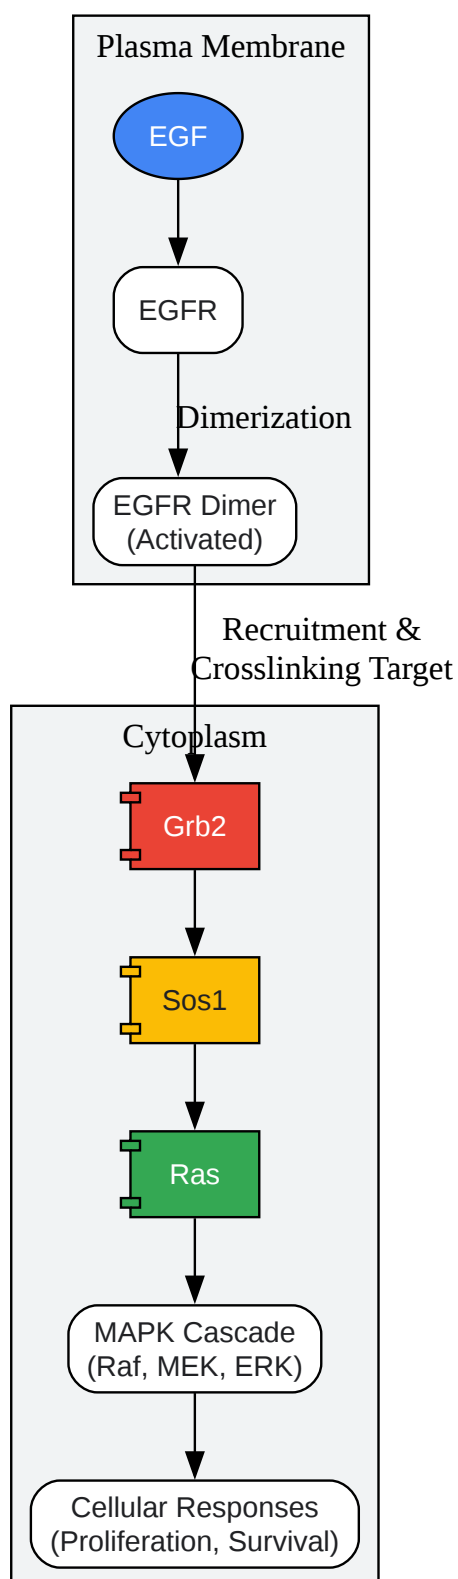 Plasma Membrane
EGF
EGFR
Dimerization
EGFR Dimer
(Activated)
Recruitment &
Crosslinking Target
Cytoplasm
Grb2
Sos1
Ras
MAPK Cascade
(Raf, MEK, ERK)
Cellular Responses
(Proliferation, Survival)